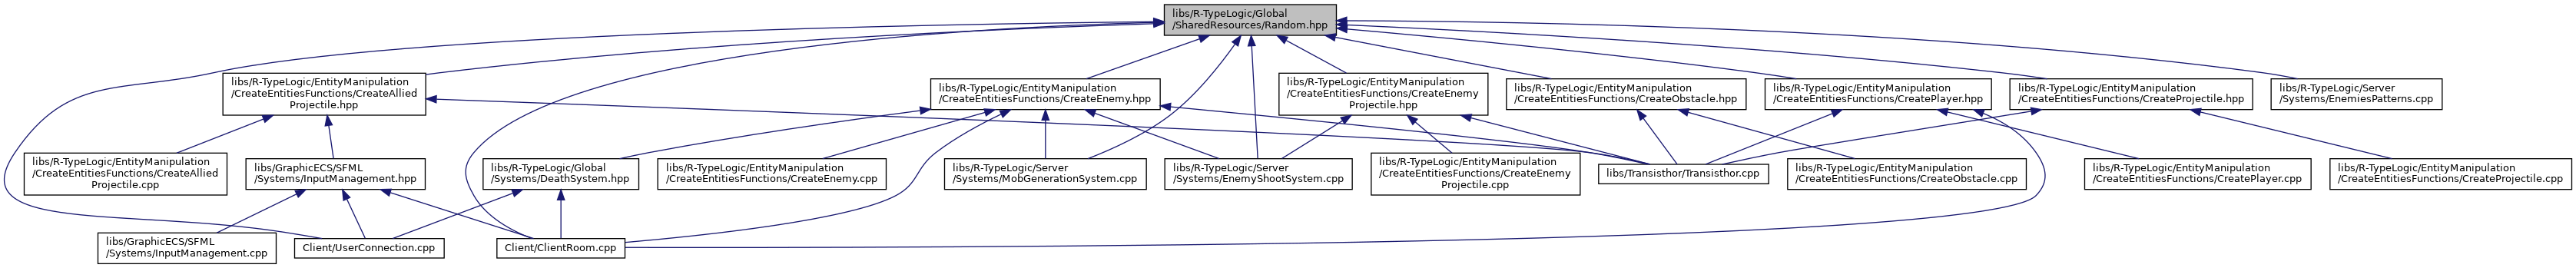 libs/R-TypeLogic/Global
/SharedResources/Random.hpp
libs/R-TypeLogic/EntityManipulation
/CreateEntitiesFunctions/CreateAllied
Projectile.hpp
libs/R-TypeLogic/EntityManipulation
/CreateEntitiesFunctions/CreateEnemy.hpp
libs/R-TypeLogic/EntityManipulation
/CreateEntitiesFunctions/CreateEnemy
Projectile.hpp
libs/R-TypeLogic/EntityManipulation
/CreateEntitiesFunctions/CreateObstacle.hpp
libs/R-TypeLogic/EntityManipulation
/CreateEntitiesFunctions/CreatePlayer.hpp
libs/R-TypeLogic/EntityManipulation
/CreateEntitiesFunctions/CreateProjectile.hpp
libs/R-TypeLogic/Server
/Systems/EnemiesPatterns.cpp
libs/R-TypeLogic/EntityManipulation
/CreateEntitiesFunctions/CreateAllied
Projectile.cpp
libs/GraphicECS/SFML
/Systems/InputManagement.hpp
libs/R-TypeLogic/Global
/Systems/DeathSystem.hpp
libs/R-TypeLogic/EntityManipulation
/CreateEntitiesFunctions/CreateEnemy.cpp
libs/R-TypeLogic/Server
/Systems/MobGenerationSystem.cpp
libs/R-TypeLogic/Server
/Systems/EnemyShootSystem.cpp
libs/R-TypeLogic/EntityManipulation
/CreateEntitiesFunctions/CreateEnemy
Projectile.cpp
libs/Transisthor/Transisthor.cpp
libs/R-TypeLogic/EntityManipulation
/CreateEntitiesFunctions/CreateObstacle.cpp
libs/R-TypeLogic/EntityManipulation
/CreateEntitiesFunctions/CreatePlayer.cpp
libs/R-TypeLogic/EntityManipulation
/CreateEntitiesFunctions/CreateProjectile.cpp
libs/GraphicECS/SFML
/Systems/InputManagement.cpp
Client/UserConnection.cpp
Client/ClientRoom.cpp